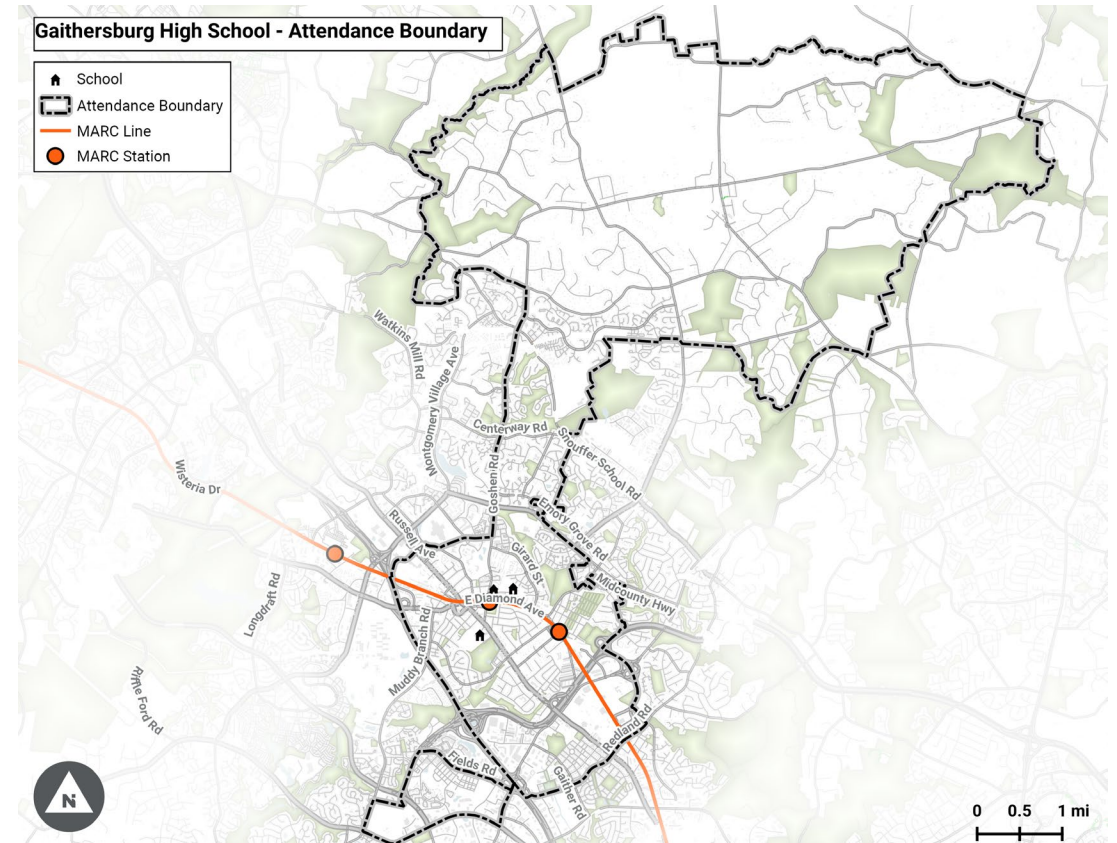 Gaithersburg High School - Attendance Boundary
School
Attendance Boundary
MARC Line
MARC Station
Watkins Mill Rd
Montgomery Village Ave
Centerway Rd
Snouffer School Rd
Goshen Rd
Wisteria Dr
Russell Ave
Emory Grove Rd
Girard St
Midcounty Hwy
E Diamond Ave
Longdraft Rd
Muddy Branch Rd
Riffle Ford Rd
Redland Rd
Fields Rd
Gaither Rd
N
0 0.5 1 mi